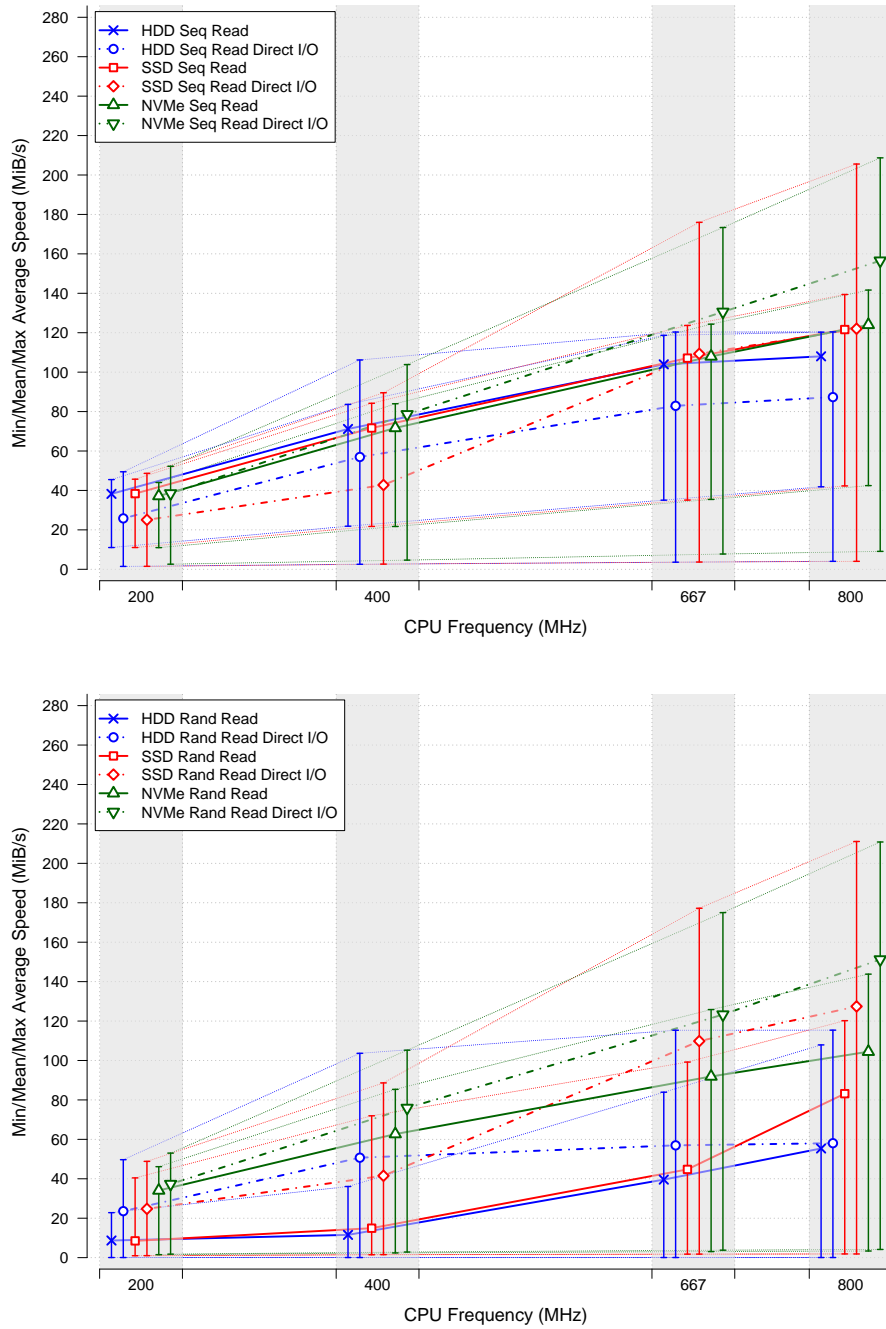 280
260
240
220
200
180
160
140
120
100
80
60
40
20
0
Min/Mean/Max Average Speed (MiB/s)
HDD Seq Read
HDD Seq Read Direct I/O
SSD Seq Read
SSD Seq Read Direct I/O
NVMe Seq Read
NVMe Seq Read Direct I/O
200 400 667 800
CPU Frequency (MHz)
280
260
240
220
200
180
160
140
120
100
80
60
40
20
0
Min/Mean/Max Average Speed (MiB/s)
HDD Rand Read
HDD Rand Read Direct I/O
SSD Rand Read
SSD Rand Read Direct I/O
NVMe Rand Read
NVMe Rand Read Direct I/O
200 400 667 800
CPU Frequency (MHz)